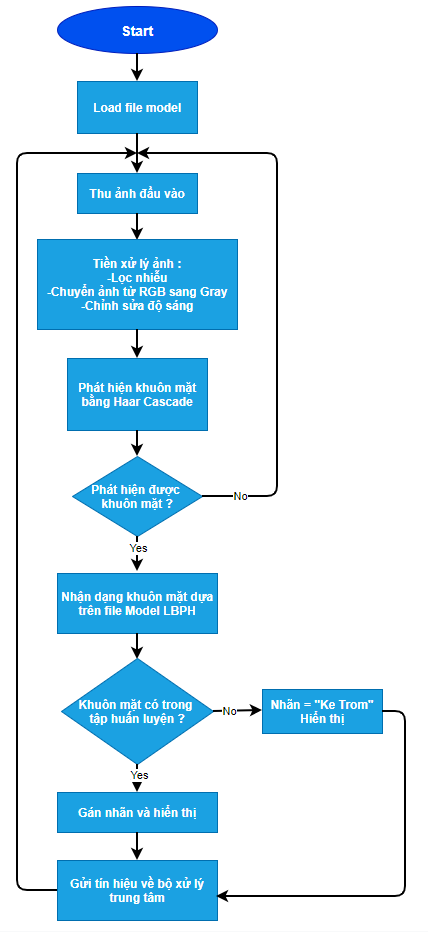 Start
Load file model
Thu ảnh đầu vào
Tiền xử lý ảnh :
-Lọc nhiễu
-Chuyển ảnh từ RGB sang Gray
-Chỉnh sửa độ sáng
Phát hiện khuôn mặt
bằng Haar Cascade
Phát hiện được
khuôn mặt ?
No
Yes
Nhận dạng khuôn mặt dựa
trên file Model LBPH
Khuôn mặt có trong
tập huấn luyện ?
No
Nhãn = "Ke Trom"
Hiển thị
Yes
Gán nhãn và hiển thị
Gửi tín hiệu về bộ xử lý
trung tâm